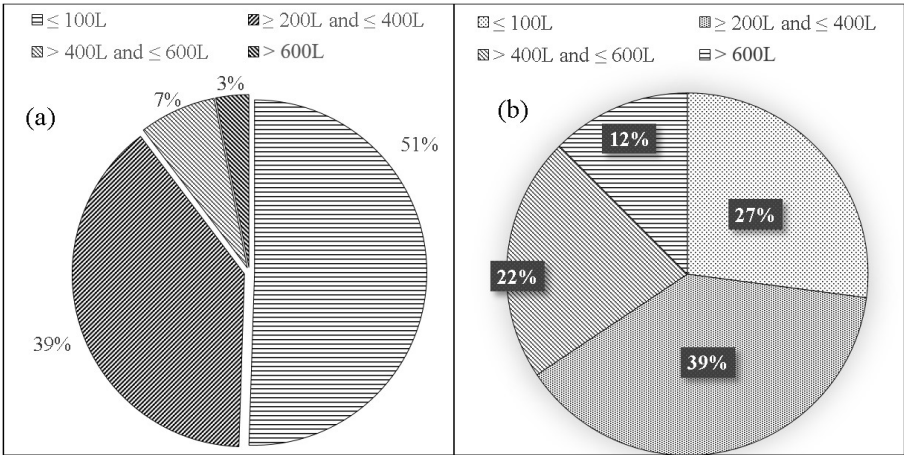 ≤ 100L
≥ 200L and ≤ 400L
> 400L and ≤ 600L
> 600L
(a)
3%
7%
51%
39%
≤ 100L
≥ 200L and ≤ 400L
> 400L and ≤ 600L
> 600L
(b)
12%
27%
22%
39%